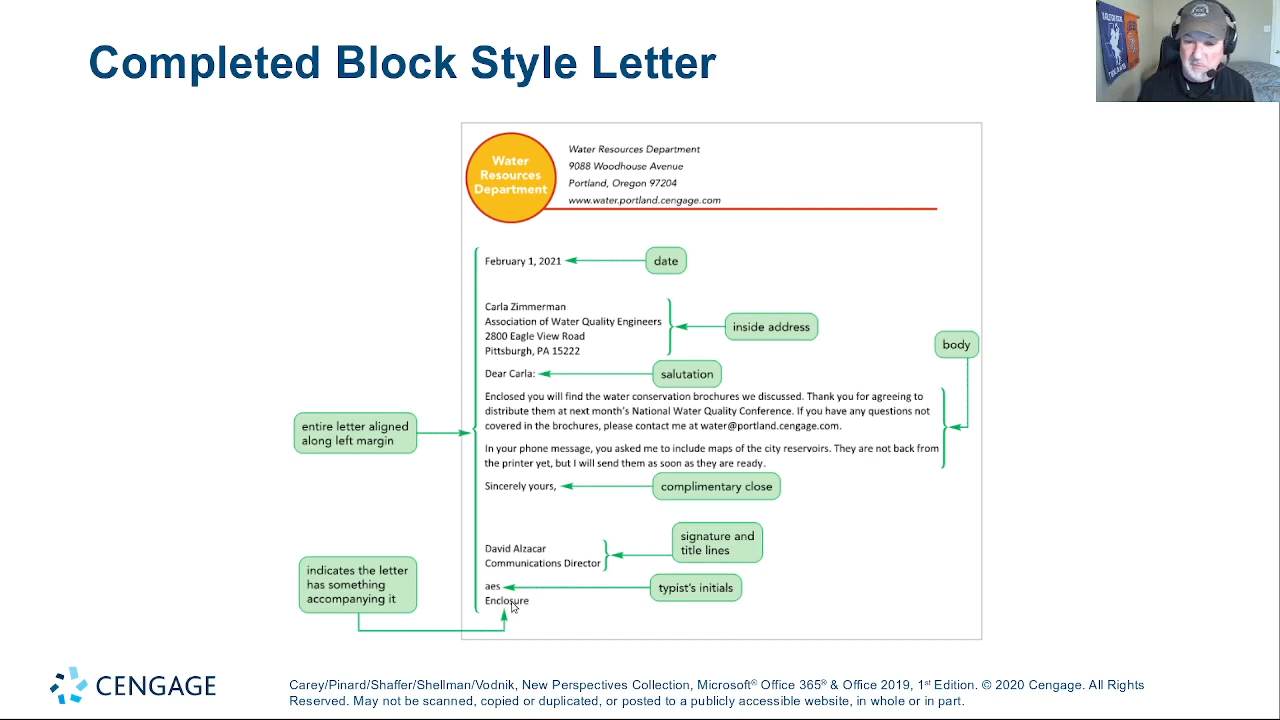 Completed Block Style Letter
Water
Resources
Department
Water Resources Department
9088 Woodhouse Avenue
Portland, Oregon 97204
www.water.portland.cengage.com
February 1, 2021
date
Carla Zimmerman
Association of Water Quality Engineers
2800 Eagle View Road
Pittsburgh, PA 15222
inside address
body
Dear Carla:
salutation
Enclosed you will find the water conservation brochures we discussed. Thank you for agreeing to
distribute them at next month's National Water Quality Conference. If you have any questions not
covered in the brochures, please contact me at water@portland.cengage.com.
entire letter aligned
along left margin
In your phone message, you asked me to include maps of the city reservoirs. They are not back from
the printer yet, but I will send them as soon as they are ready.
Sincerely yours,
complimentary close
David Alzacar
Communications Director
signature and
title lines
indicates the letter
has something
accompanying it
aes
typist's initials
Enclosure
CENGAGE
Carey/Pinard/Shaffer/Shellman/Vodnik, New Perspectives Collection, Microsoft® Office 365® & Office 2019, 1st Edition. © 2020 Cengage. All Rights
Reserved. May not be scanned, copied or duplicated, or posted to a publicly accessible website, in whole or in part.